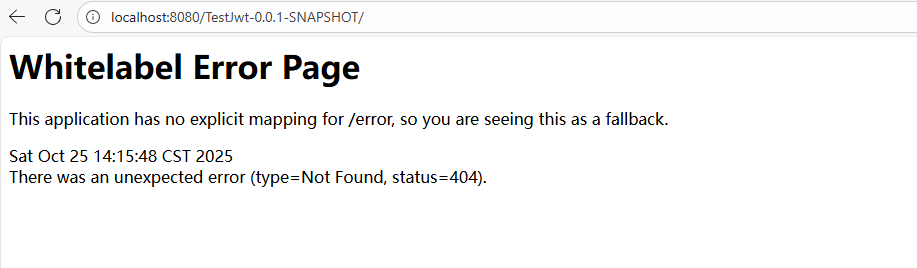 localhost:8080/TestJwt-0.0.1-SNAPSHOT/
Whitelabel Error Page
This application has no explicit mapping for /error, so you are seeing this as a fallback.
Sat Oct 25 14:15:48 CST 2025
There was an unexpected error (type=Not Found, status=404).